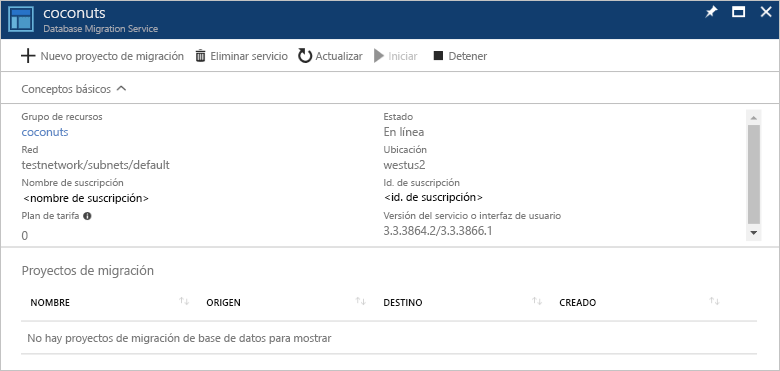 coconuts
Database Migration Service
Nuevo proyecto de migración Eliminar servicio Actualizar Iniciar Detener
Conceptos básicos
Grupo de recursos Estado
coconuts En línea
Red Ubicación
testnetwork/subnets/default westus2
Nombre de suscripción Id. de suscripción
<nombre de suscripción> <id. de suscripción>
Plan de tarifa Versión del servicio o interfaz de usuario
0 3.3.3864.2/3.3.3866.1
Proyectos de migración
NOMBRE ORIGEN DESTINO CREADO
No hay proyectos de migración de base de datos para mostrar